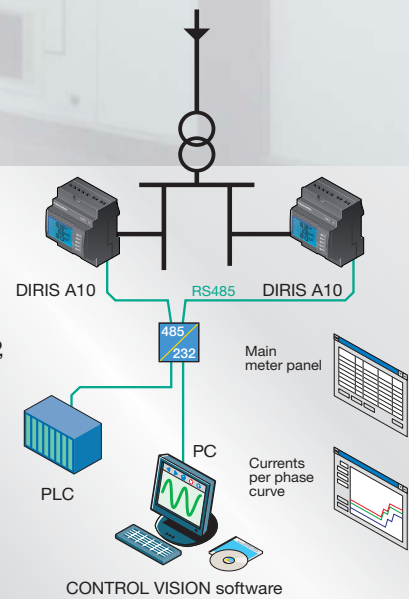 DIRIS A10
RS485
DIRIS A10
485
232
Main
meter panel
PC
Currents
per phase
curve
PLC
CONTROL VISION software